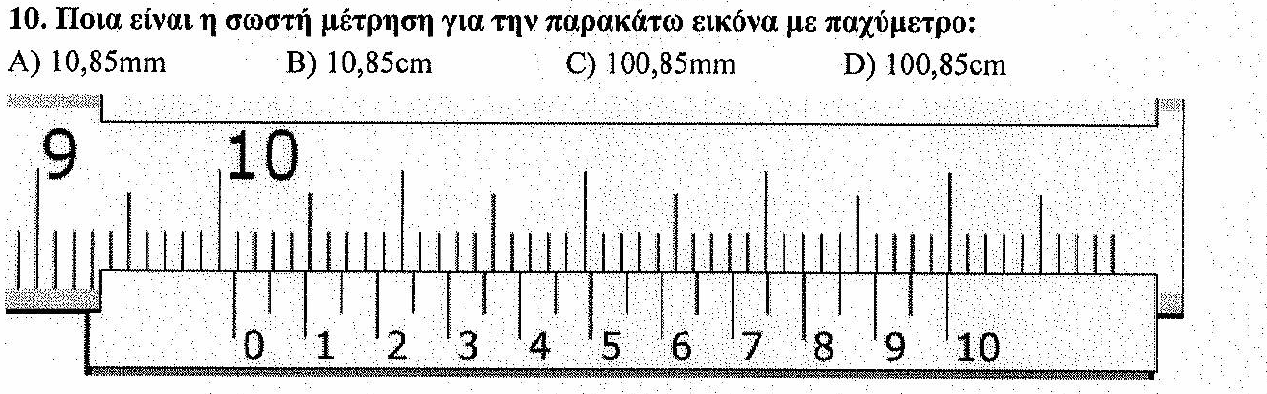 10. Ποια είναι η σωστή μέτρηση για την παρακάτω εικόνα με παχύμετρο:
A) 10,85mm B) 10,85cm C) 100,85mm D) 100,85cm
9 10
0 1 2 3 4 5 6 7 8 9 10